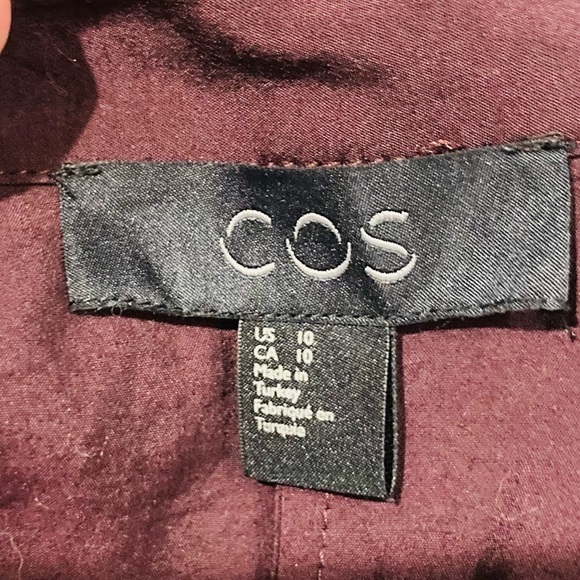 COS
US 10
CA 10
Made in
Turkey
Fabriqué en
Turquie